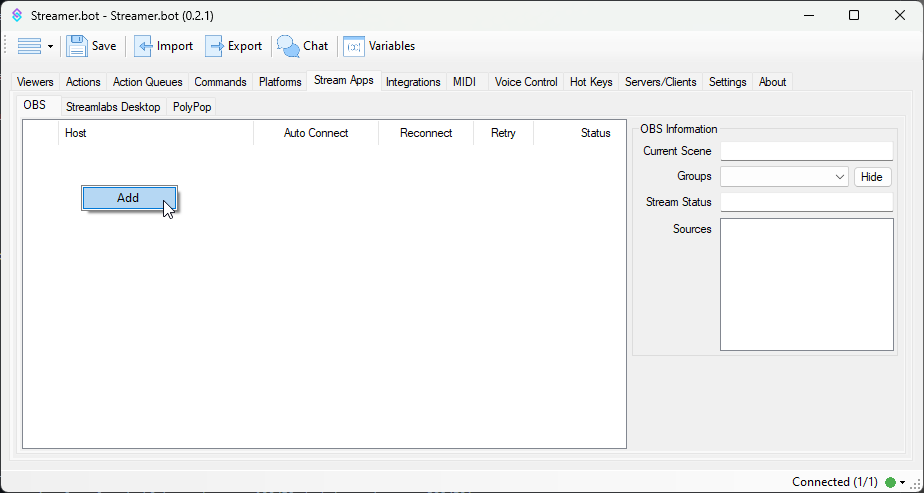 Streamer.bot - Streamer.bot (0.2.1)
Save Import Export Chat (x) Variables
Viewers Actions Action Queues Commands Platforms Stream Apps Integrations MIDI Voice Control Hot Keys Servers/Clients Settings About
OBS Streamlabs Desktop PolyPop
Host Auto Connect Reconnect Retry Status
Add
OBS Information
Current Scene
Groups Hide
Stream Status
Sources
Connected (1/1)